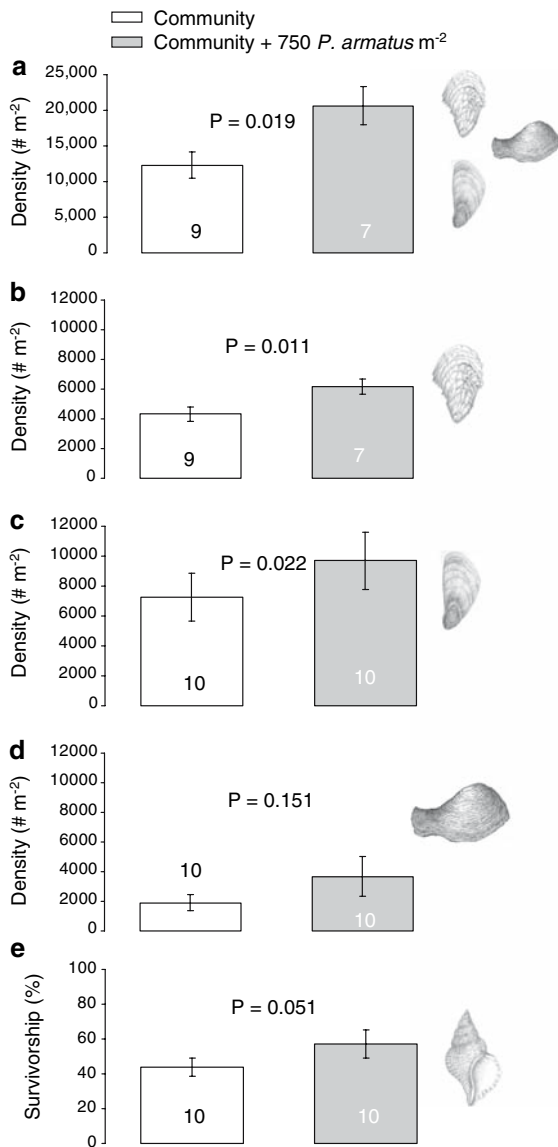 Community
Community + 750 P. armatus m-2
a
25,000
20,000
15,000
10,000
5,000
0
Density (# m-2)
P = 0.019
9
7
b
12000
10000
8000
6000
4000
2000
0
Density (# m-2)
P = 0.011
9
7
c
12000
10000
8000
6000
4000
2000
0
Density (# m-2)
P = 0.022
10
10
d
12000
10000
8000
6000
4000
2000
0
Density (# m-2)
P = 0.151
10
10
e
100
80
60
40
20
0
Survivorship (%)
P = 0.051
10
10